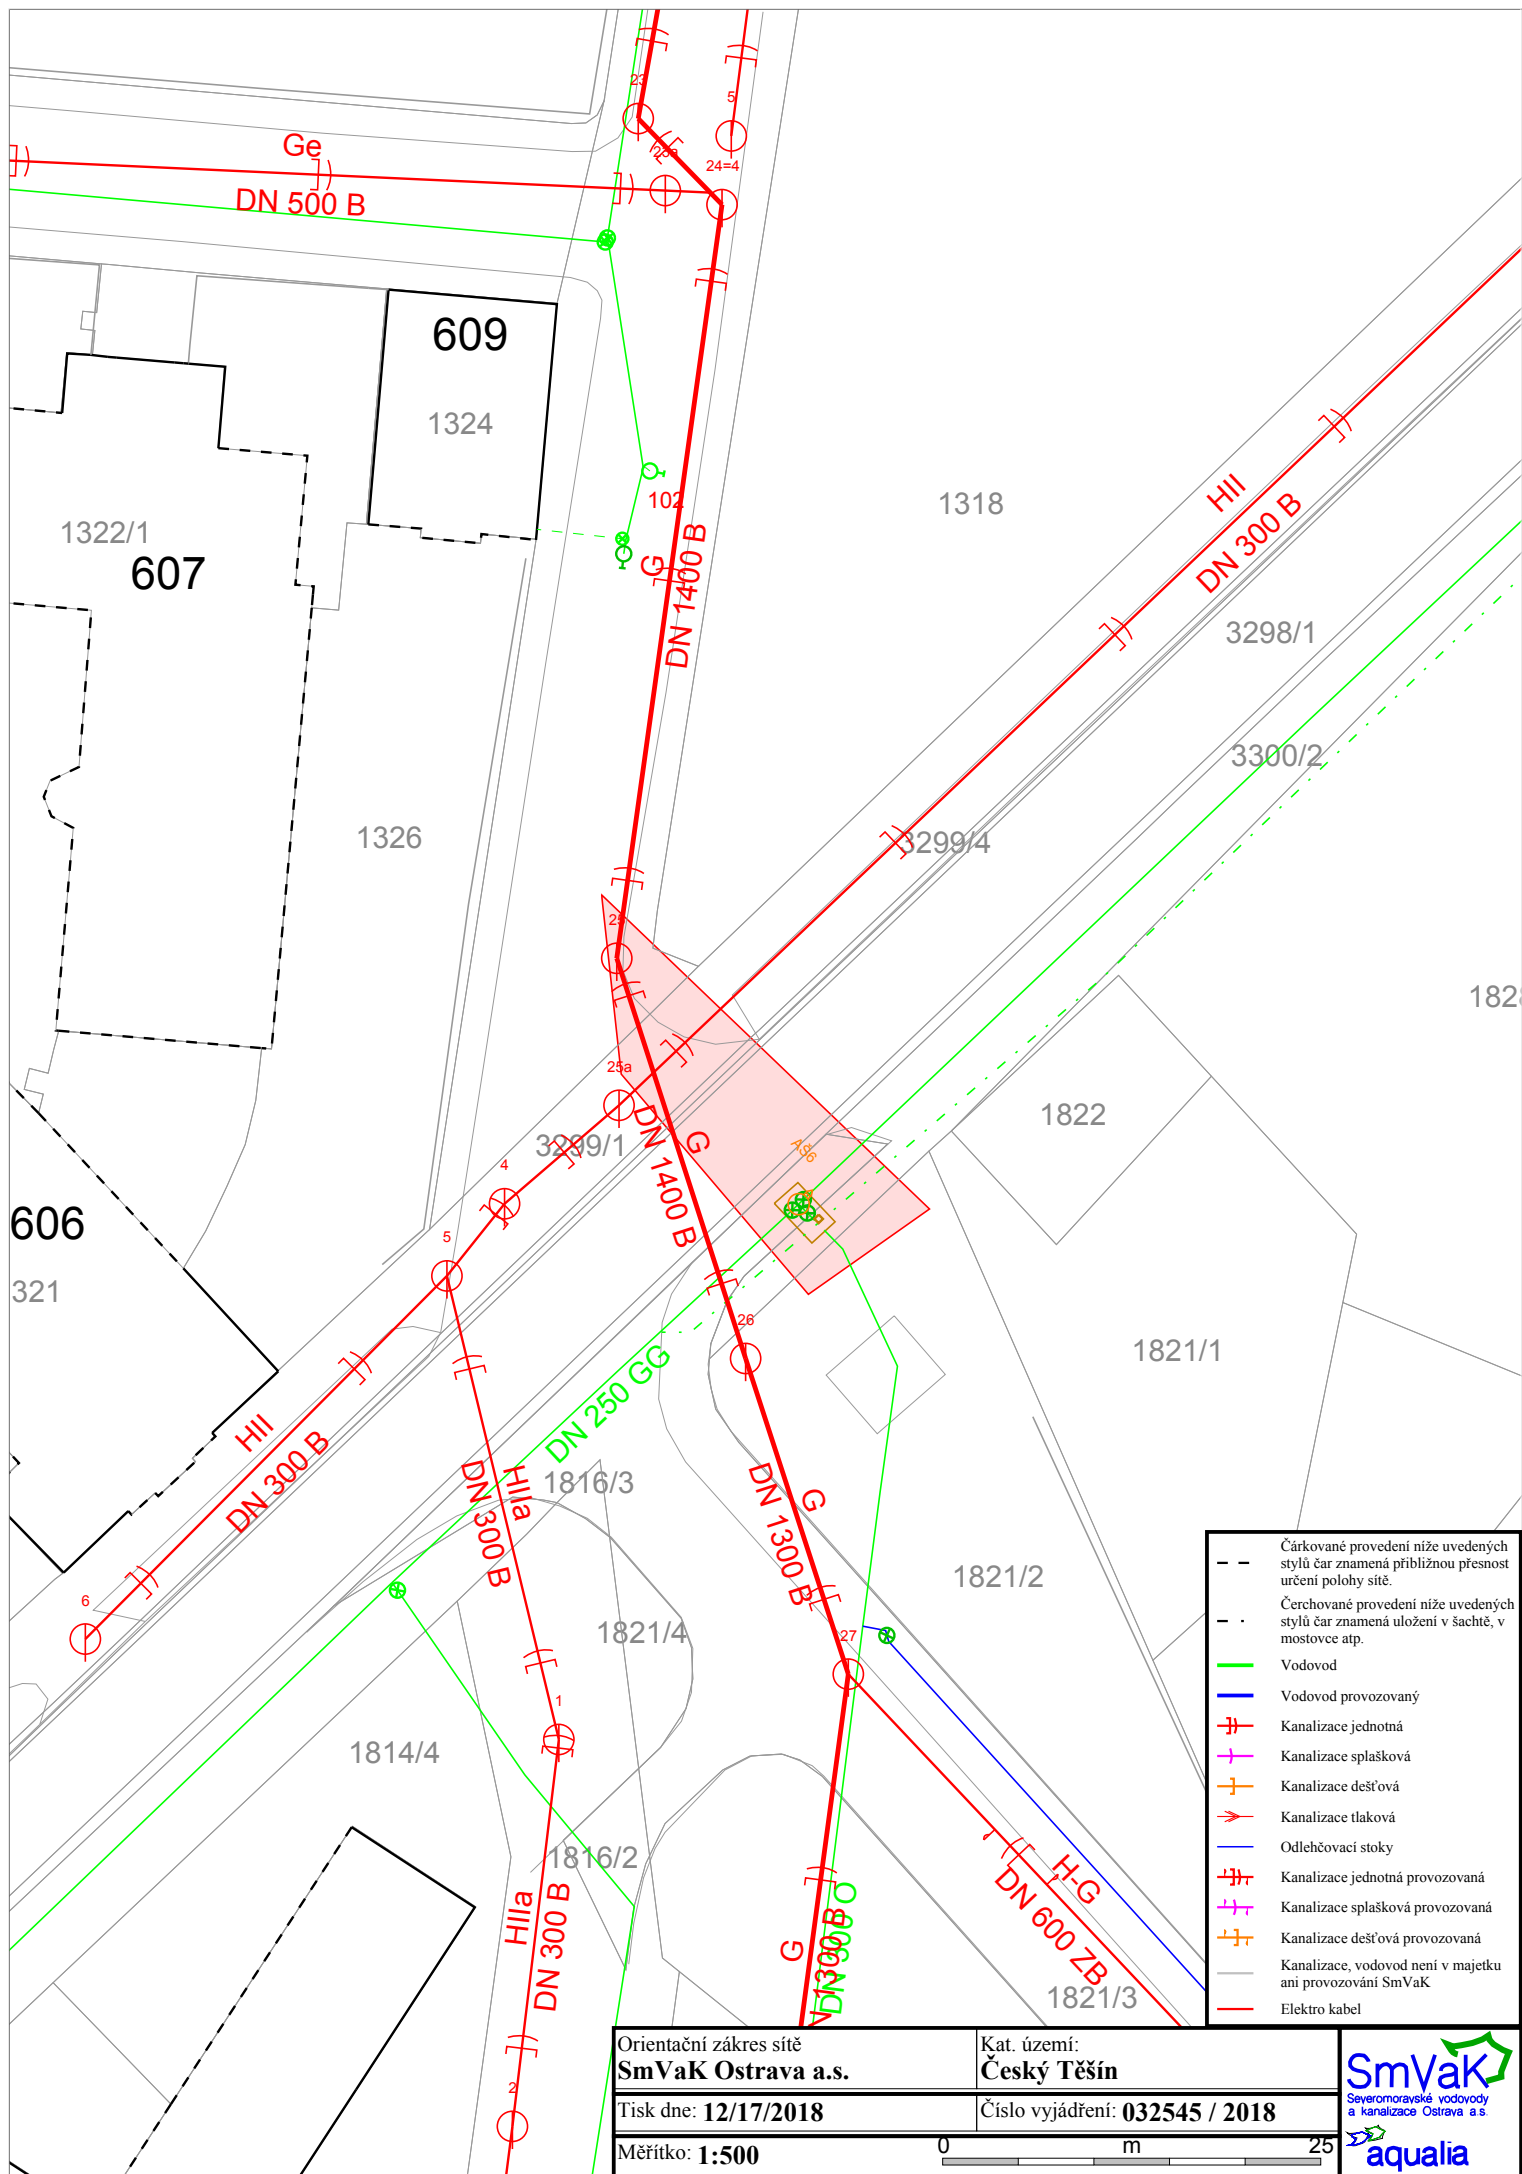 23
5
23a
24=4
Ge
DN 500 B
609
1324
102
1322/1
607
G
DN 1400 B
1318
HII
DN 300 B
3298/1
3300/2
1326
3299/4
25
25a
3299/1
G
DN 1400 B
1822
AŠ6
4
5
606
321
26
1821/1
DN 250 GG
HII
DN 300 B
HIIa
DN 300 B
1816/3
G
DN 1300 B
1821/2
6
1821/4
27
1
1814/4
1816/2
H-G
DN 600 ZB
HIIa
DN 300 B
G
1300 B
1821/3
2
Čárkované provedení níže uvedených
stylů čar znamená přibližnou přesnost
určení polohy sítě.
Čerchované provedení níže uvedených
stylů čar znamená uložení v šachtě, v
mostovce atp.
Vodovod
Vodovod provozovaný
Kanalizace jednotná
Kanalizace splašková
Kanalizace dešťová
Kanalizace tlaková
Odlehčovací stoky
Kanalizace jednotná provozovaná
Kanalizace splašková provozovaná
Kanalizace dešťová provozovaná
Kanalizace, vodovod není v majetku
ani provozování SmVaK
Elektro kabel
Orientační zákres sítě
SmVaK Ostrava a.s.
Kat. území:
Český Těšín
Tisk dne: 12/17/2018
Číslo vyjádření: 032545 / 2018
Měřítko: 1:500
0 m 25
SmVaK
Severomoravské vodovody
a kanalizace Ostrava a.s.
aqualia